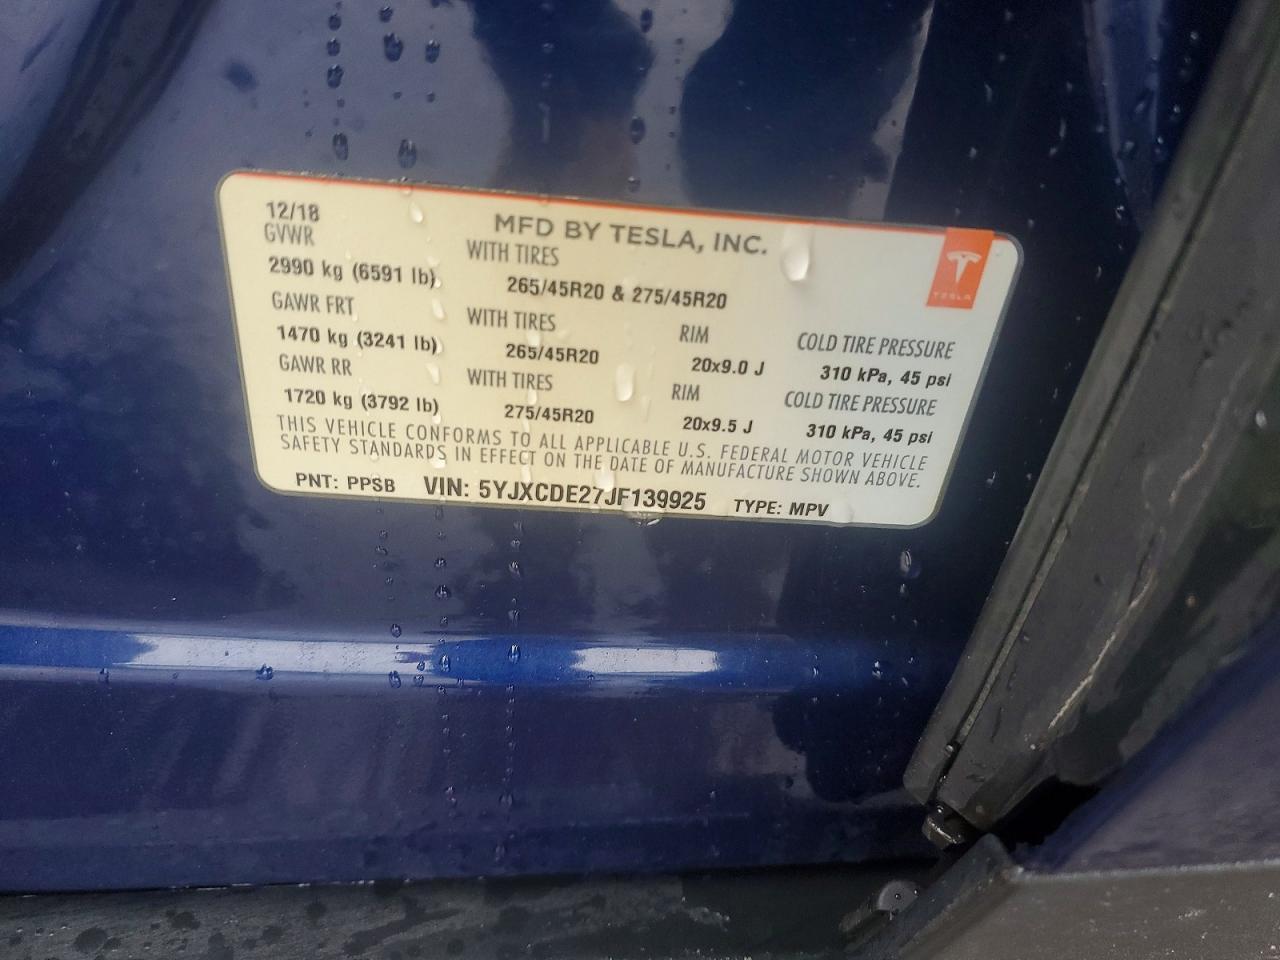 12/18
MFD BY TESLA, INC.
GVWR WITH TIRES
2990 kg (6591 lb) 265/45R20 & 275/45R20
TESLA
GAWR FRT WITH TIRES RIM COLD TIRE PRESSURE
1470 kg (3241 lb) 265/45R20 20x9.0 J 310 kPa, 45 psi
GAWR RR WITH TIRES RIM COLD TIRE PRESSURE
1720 kg (3792 lb) 275/45R20 20x9.5 J 310 kPa, 45 psi
THIS VEHICLE CONFORMS TO ALL APPLICABLE U.S. FEDERAL MOTOR VEHICLE
SAFETY STANDARDS IN EFFECT ON THE DATE OF MANUFACTURE SHOWN ABOVE.
PNT: PPSB VIN: 5YJXCDE27JF139925 TYPE: MPV